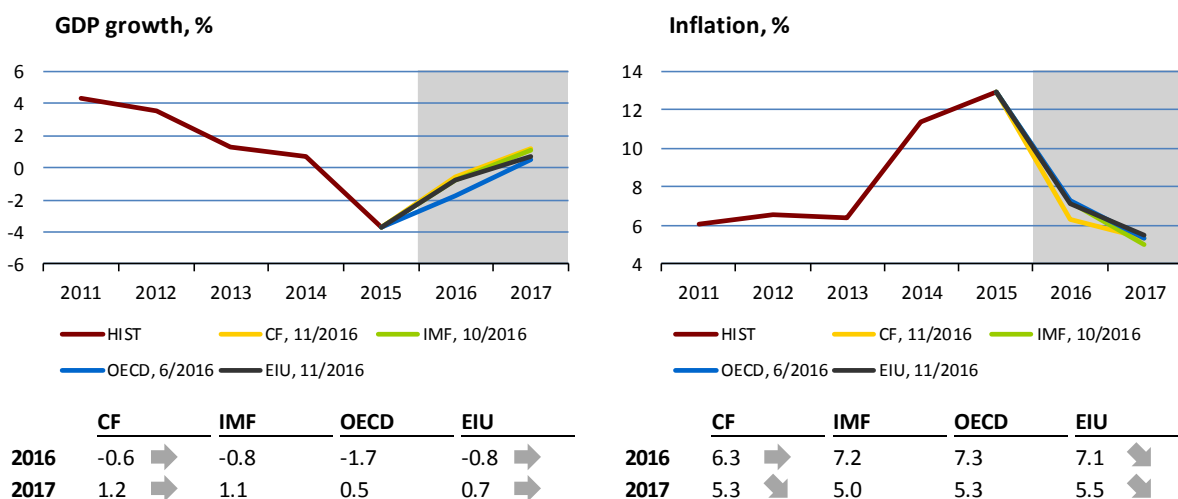 GDP growth, %
6
4
2
0
-2
-4
-6
2011 2012 2013 2014 2015 2016 2017
HIST CF, 11/2016 IMF, 10/2016
OECD, 6/2016 EIU, 11/2016
CF IMF OECD EIU
2016 -0.6 -0.8 -1.7 -0.8
2017 1.2 1.1 0.5 0.7
Inflation, %
14
12
10
8
6
4
2011 2012 2013 2014 2015 2016 2017
HIST CF, 11/2016 IMF, 10/2016
OECD, 6/2016 EIU, 11/2016
CF IMF OECD EIU
2016 6.3 7.2 7.3 7.1
2017 5.3 5.0 5.3 5.5